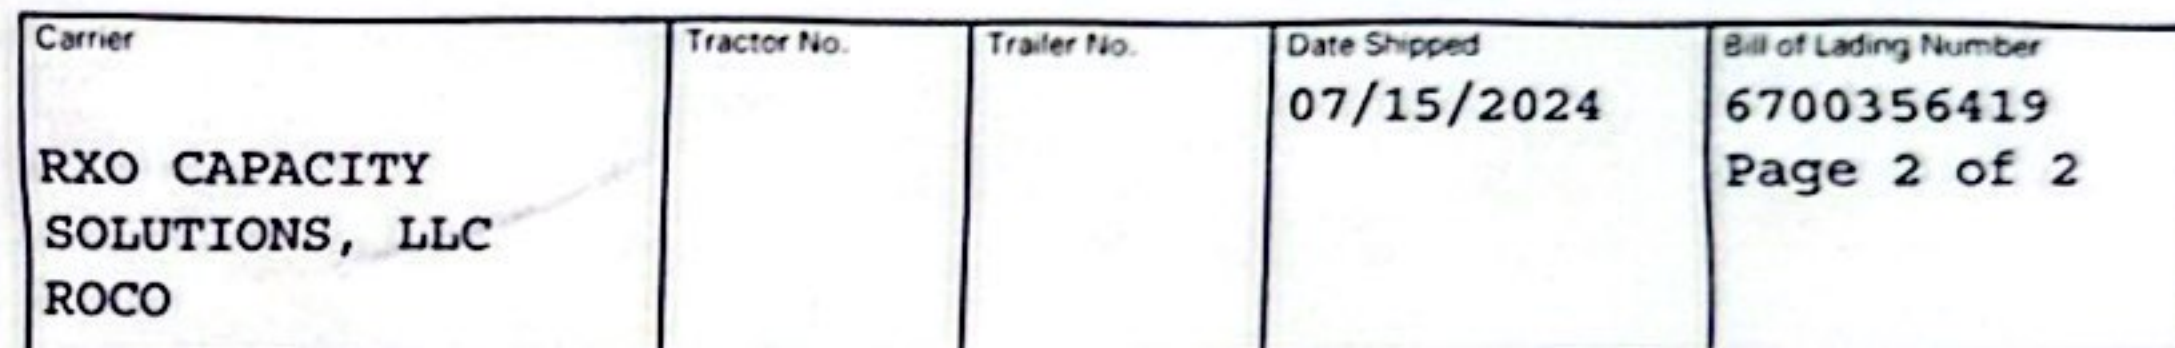 Carrier
Tractor No.
Trailer No.
Date Shipped
Bill of Lading Number
07/15/2024
6700356419
Page 2 of 2
RXO CAPACITY
SOLUTIONS, LLC
ROCO